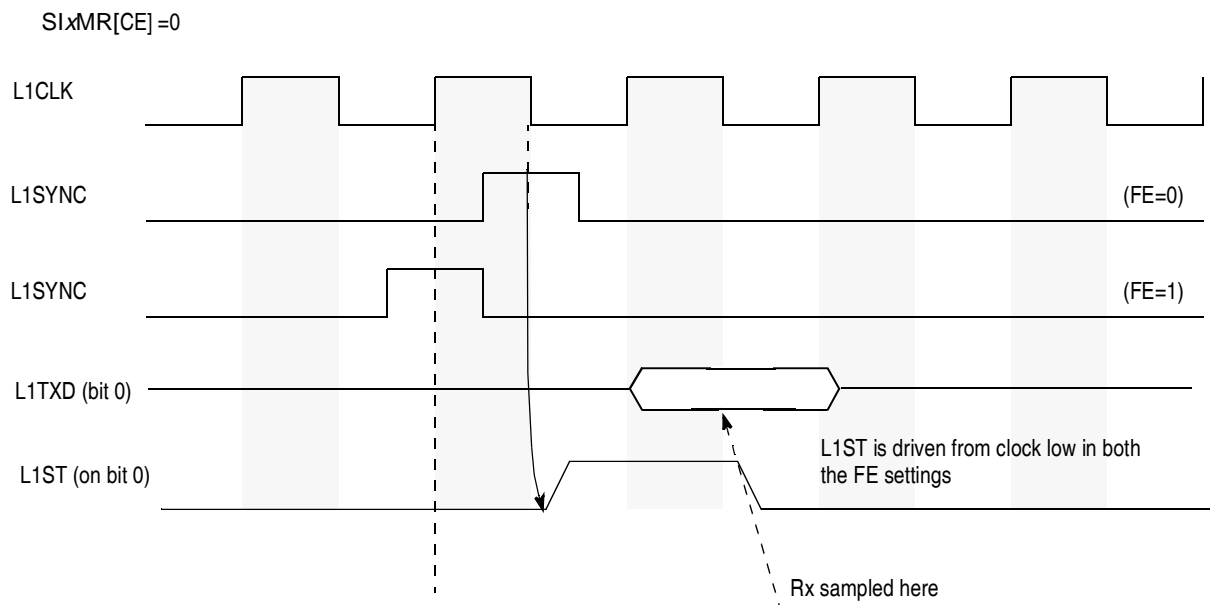 SIxMR[CE] =0
L1CLK
L1SYNC
(FE=0)
L1SYNC
(FE=1)
L1TXD (bit 0)
L1ST (on bit 0)
L1ST is driven from clock low in both
the FE settings
Rx sampled here